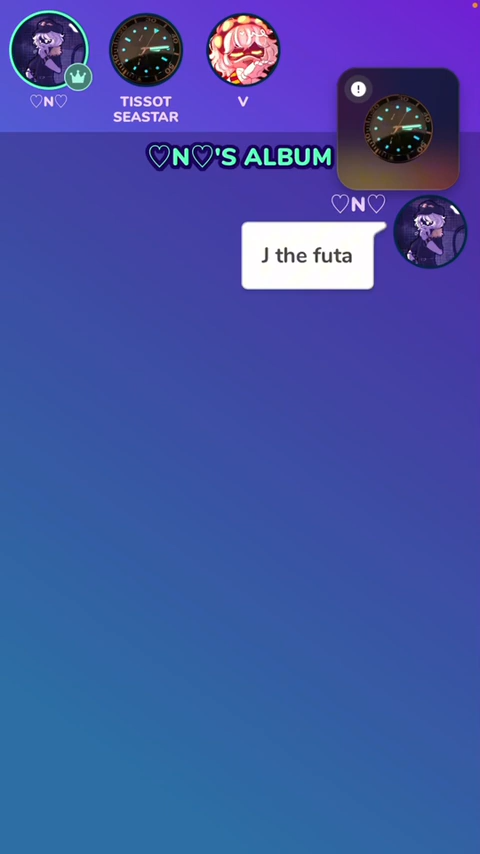 ♡N♡
TISSOT
SEASTAR
V
♡N♡'S ALBUM
♡N♡
J the futa